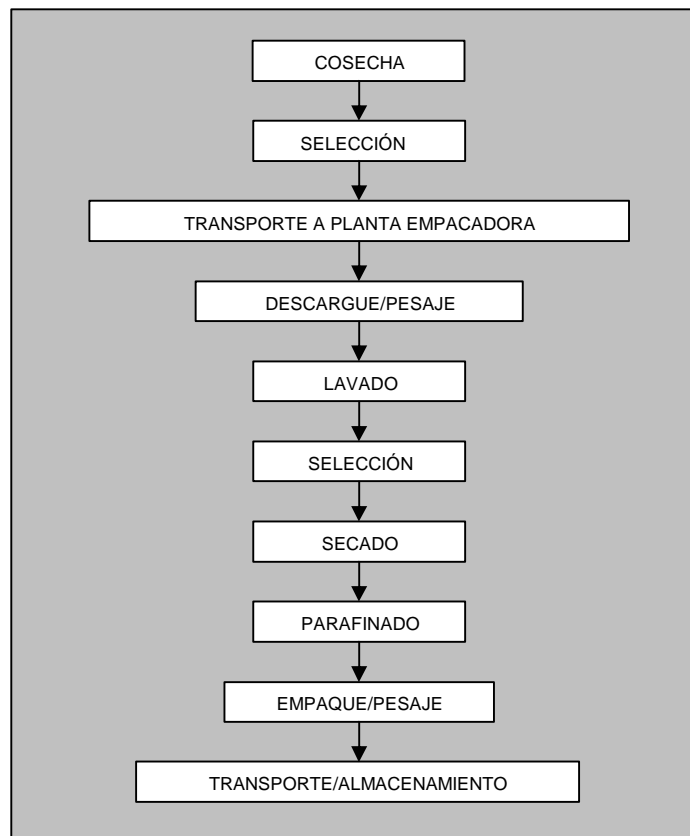 COSECHA
SELECCIÓN
TRANSPORTE A PLANTA EMPACADORA
DESCARGUE/PESAJE
LAVADO
SELECCIÓN
SECADO
PARAFINADO
EMPAQUE/PESAJE
TRANSPORTE/ALMACENAMIENTO